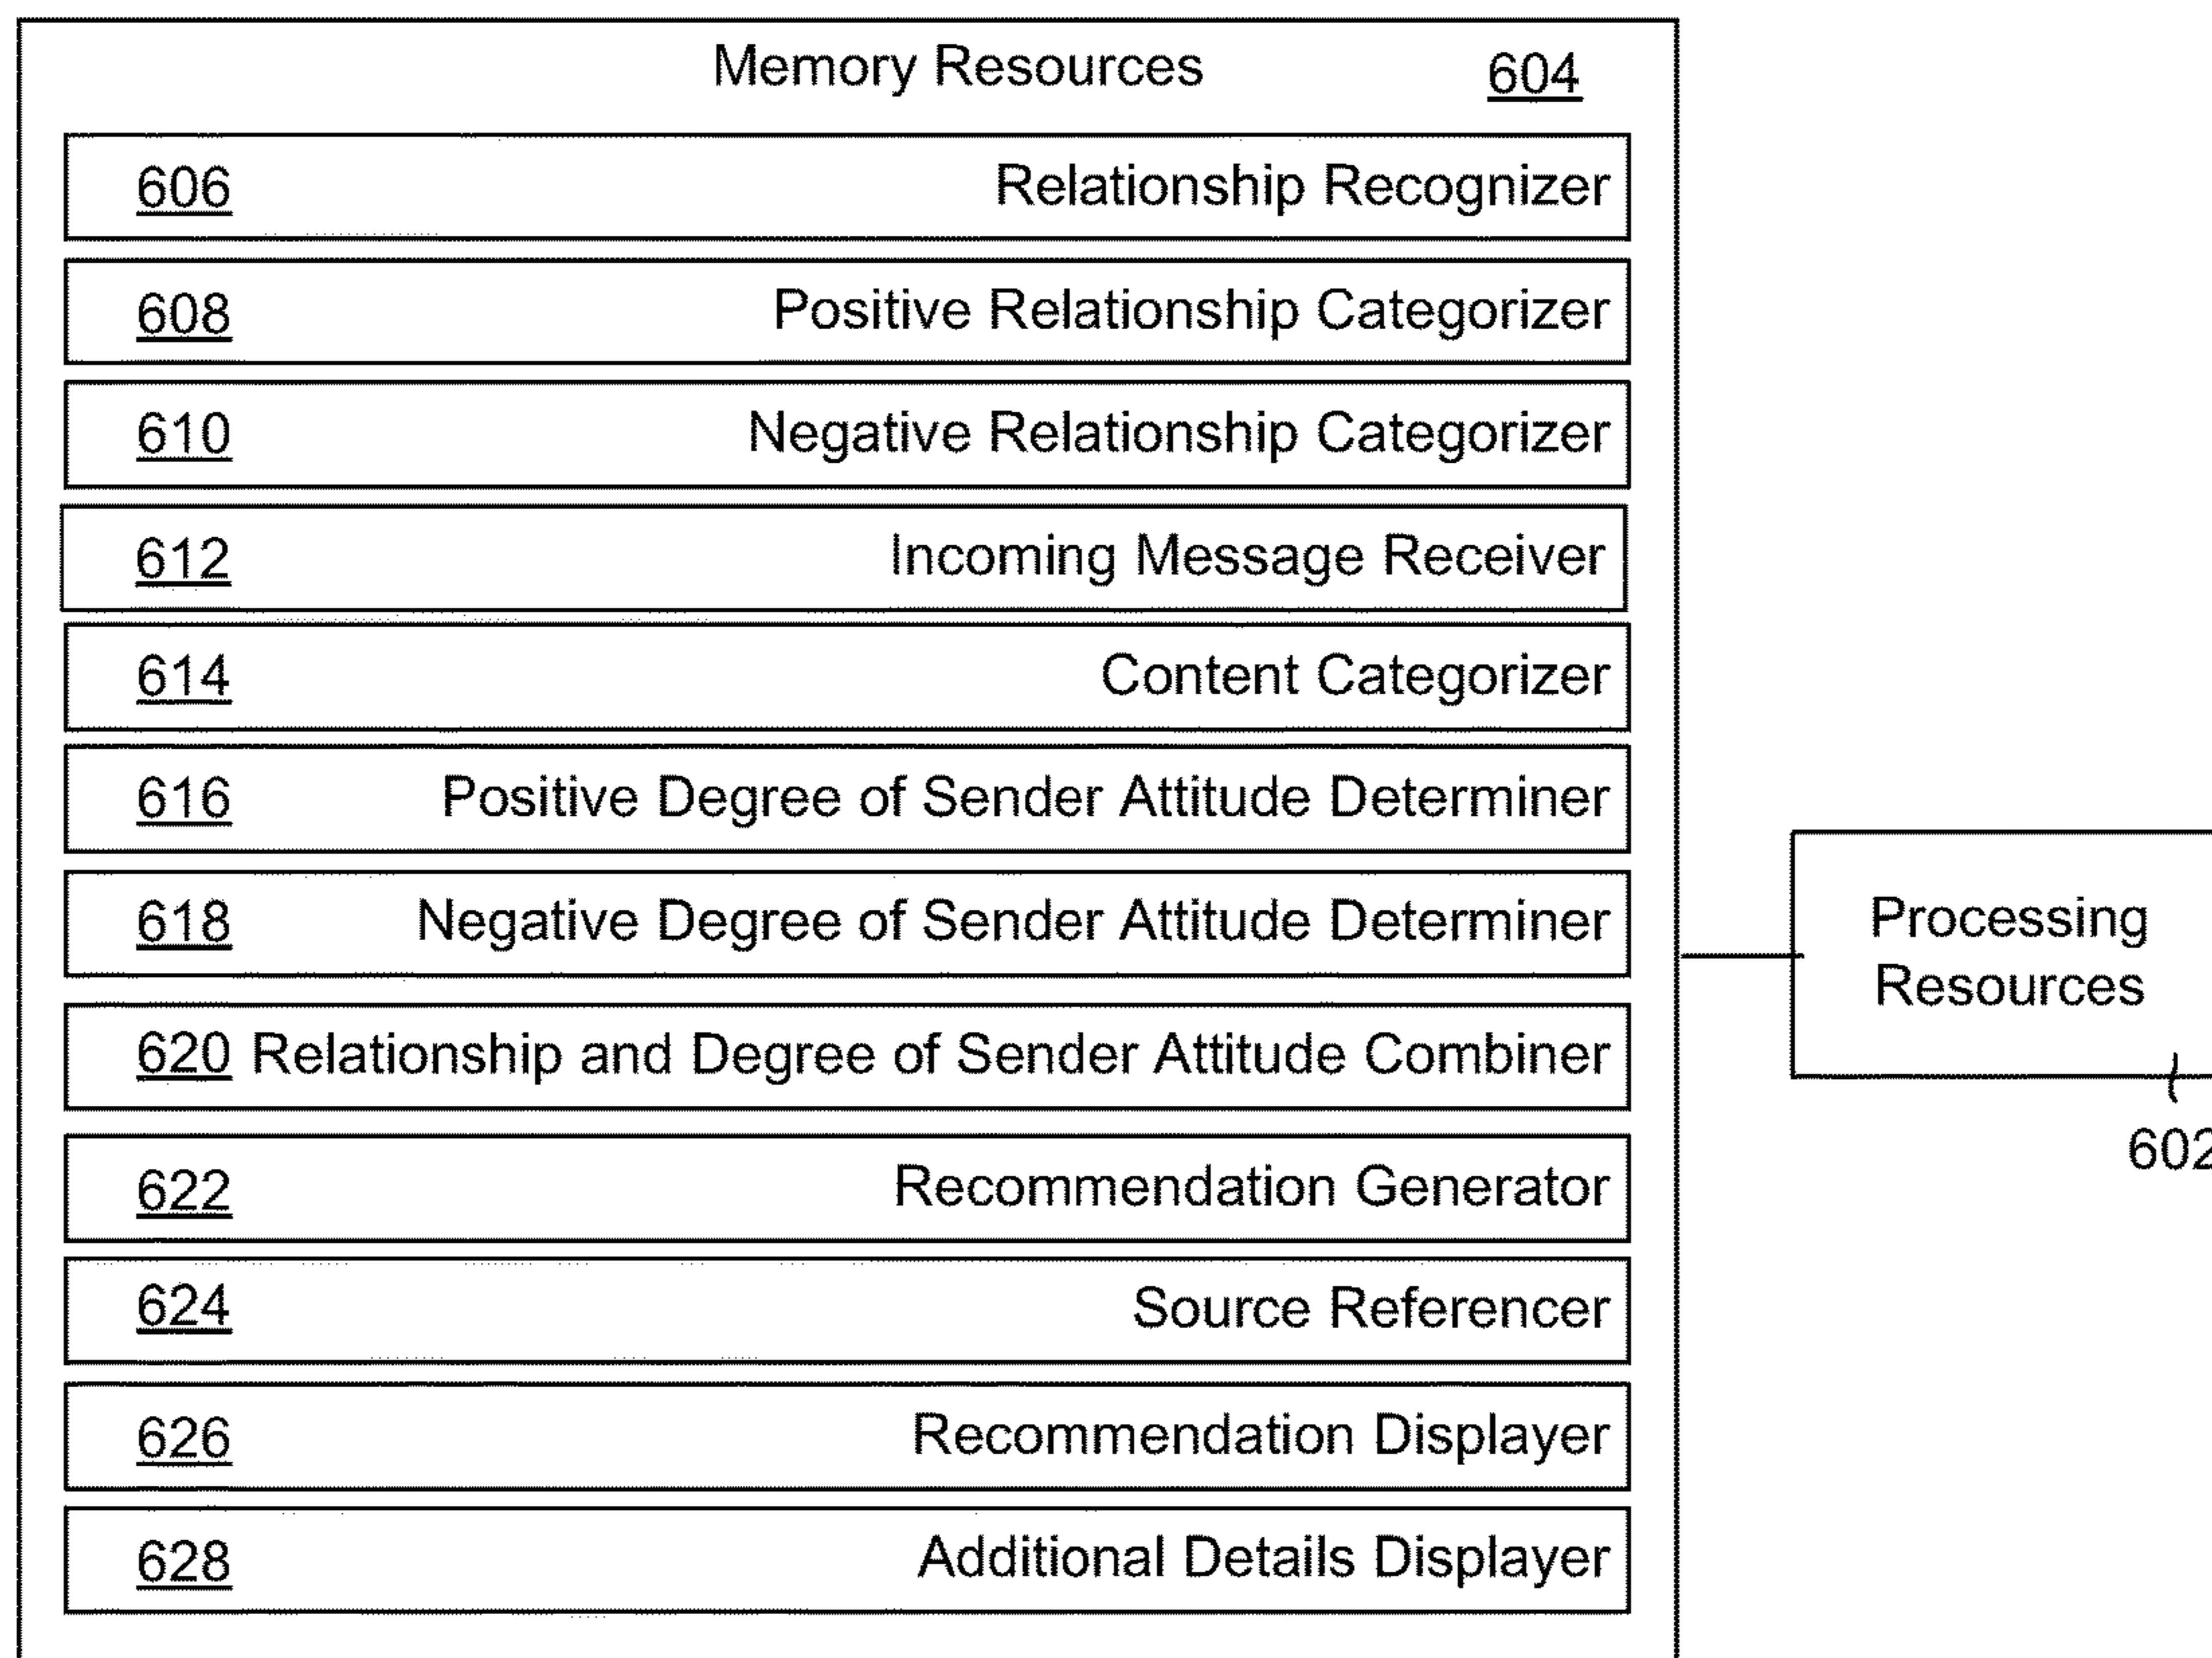 Memory Resources 604
606 Relationship Recognizer
608 Positive Relationship Categorizer
610 Negative Relationship Categorizer
612 Incoming Message Receiver
614 Content Categorizer
616 Positive Degree of Sender Attitude Determiner
618 Negative Degree of Sender Attitude Determiner
620 Relationship and Degree of Sender Attitude Combiner
622 Recommendation Generator
624 Source Referencer
626 Recommendation Displayer
628 Additional Details Displayer
Processing
Resources
602